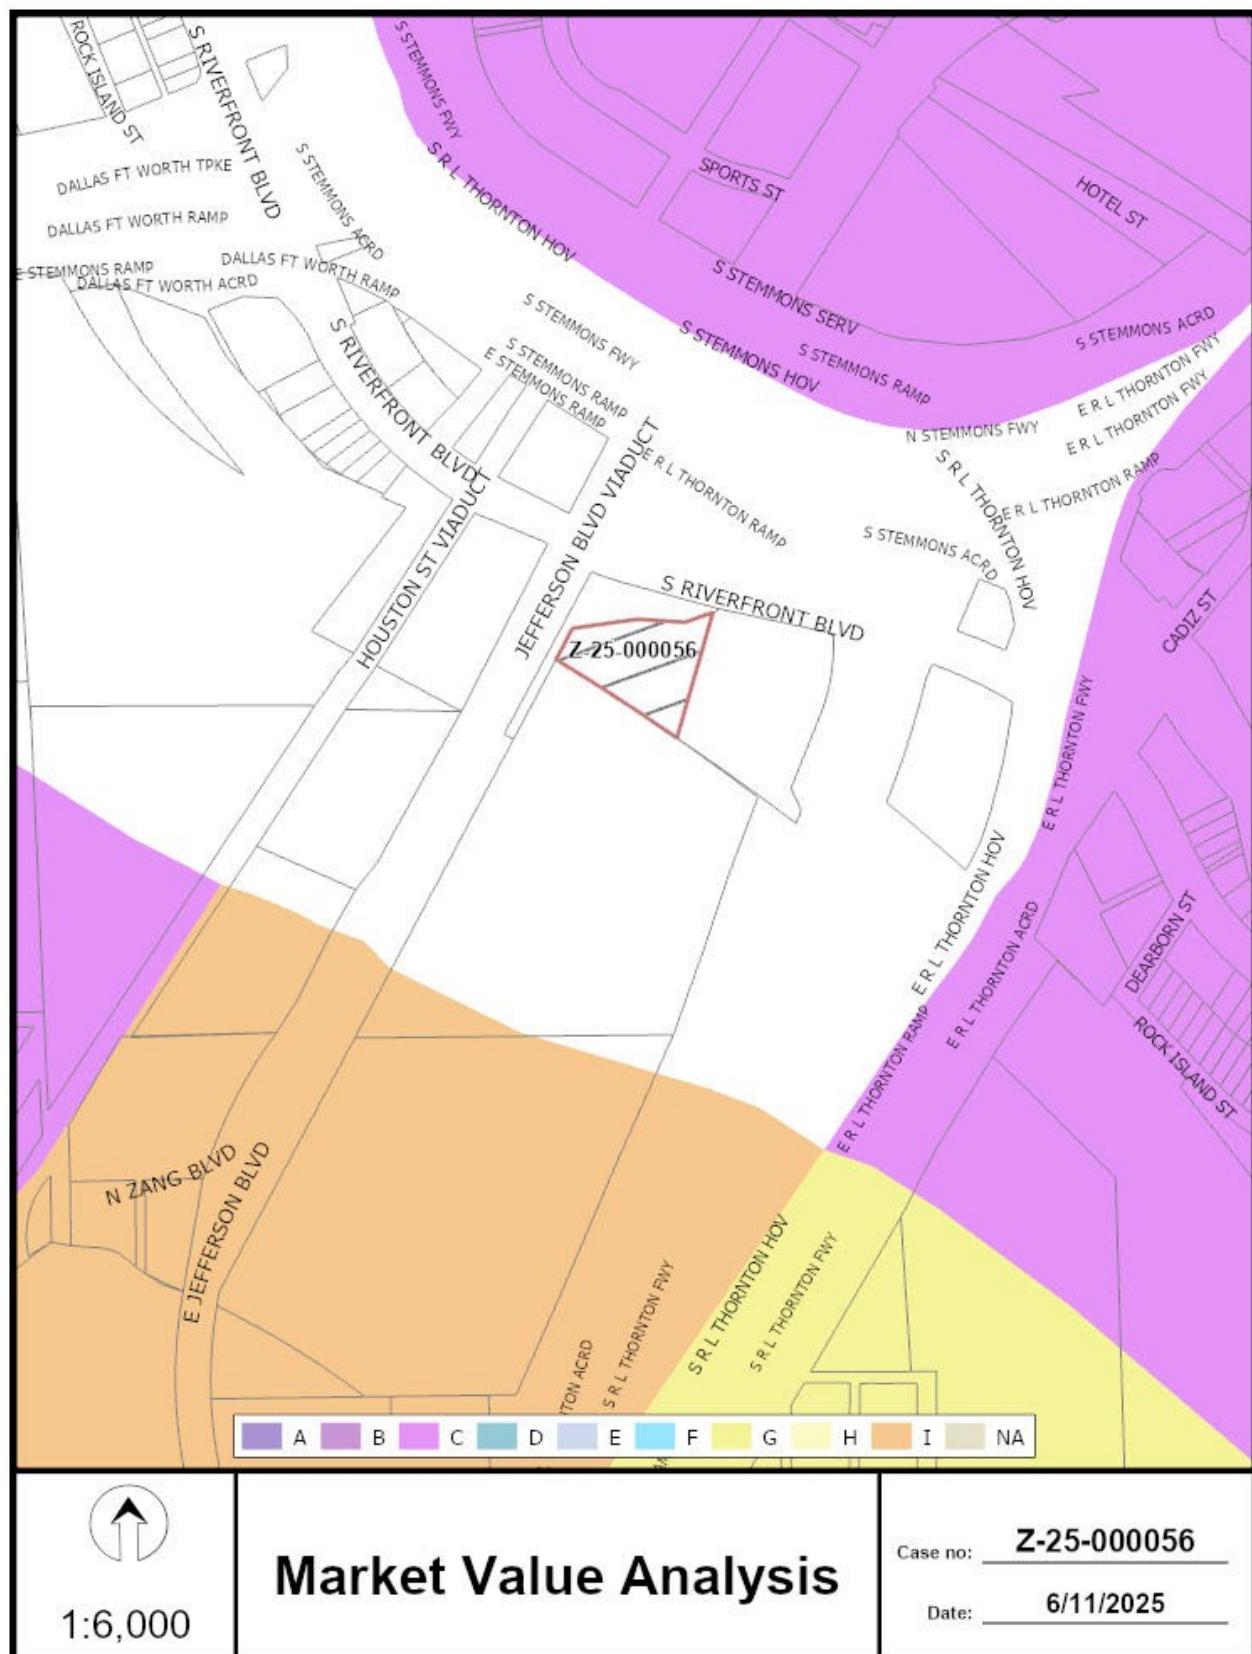 ROCK ISLAND ST
S RIVERFRONT BLVD
S STEMMONS FWY
DALLAS FT WORTH TPKE
S STEMMONS ACRD
S R L THORNTON HOV
SPORTS ST
HOTEL ST
DALLAS FT WORTH RAMP
E STEMMONS RAMP
DALLAS FT WORTH ACRD
DALLAS FT WORTH RAMP
S STEMMONS SERV
S STEMMONS FWY
S STEMMONS HOV
S STEMMONS RAMP
S STEMMONS ACRD
E R L THORNTON FWY
E R L THORNTON FWY
S RIVERFRONT BLVD
S STEMMONS RAMP
E STEMMONS RAMP
N STEMMONS FWY
S R L THORNTON HOV
E R L THORNTON RAMP
E R L THORNTON RAMP
HOUSTON ST VIADUCT
JEFFERSON BLVD VIADUCT
S STEMMONS ACRD
S RIVERFRONT BLVD
CADIZ ST
Z-25-000056
E R L THORNTON FWY
E R L THORNTON HOV
E R L THORNTON ACRD
DEARBORN ST
E R L THORNTON RAMP
ROCK ISLAND ST
N ZANG BLVD
E JEFFERSON BLVD
S R L THORNTON HOV
S R L THORNTON FWY
S R L THORNTON FWY
TON ACRD
A B C D E F G H I NA
1:6,000
Market Value Analysis
Case no: Z-25-000056
Date: 6/11/2025